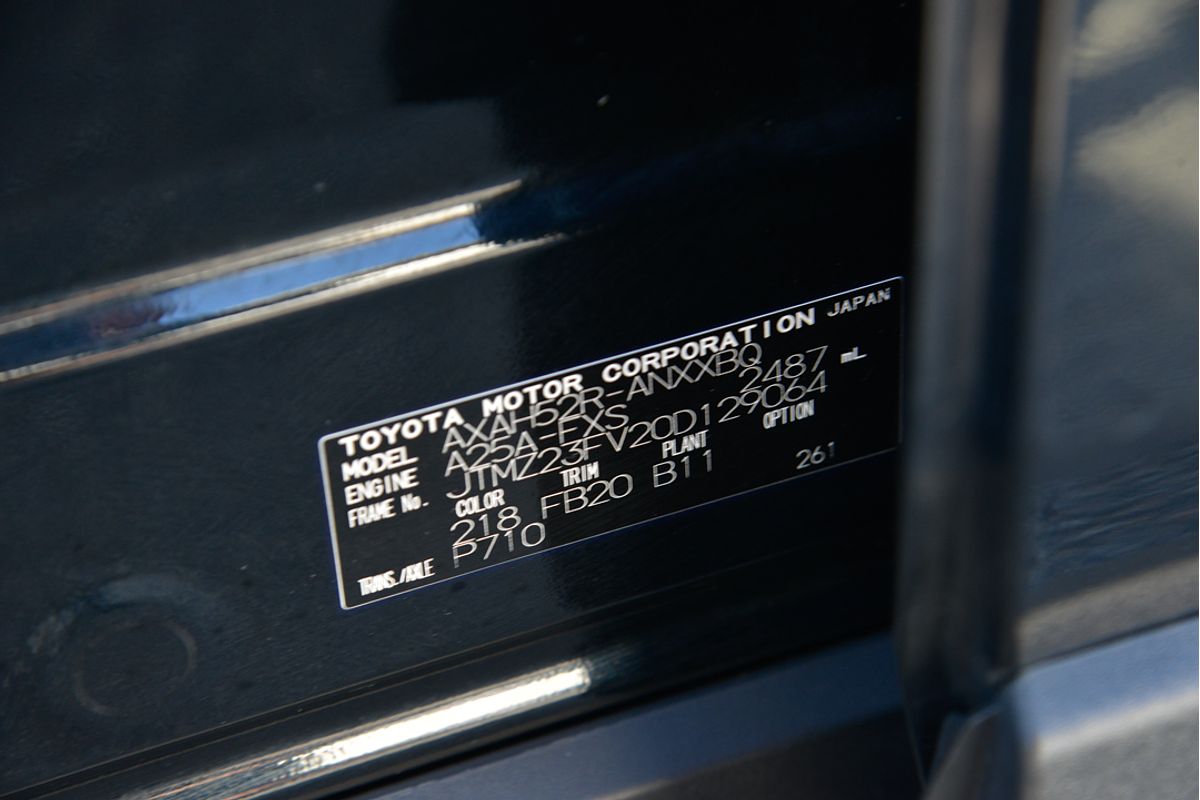 TOYOTA MOTOR CORPORATION JAPAN
MODEL AXAH52R-ANXXBQ
ENGINE A25A-FXS 2487 mL
FRAME No. JTMZ23FV20D129064
COLOR TRIM PLANT OPTION
218 FB20 B11 261
TRANS./AXLE P710